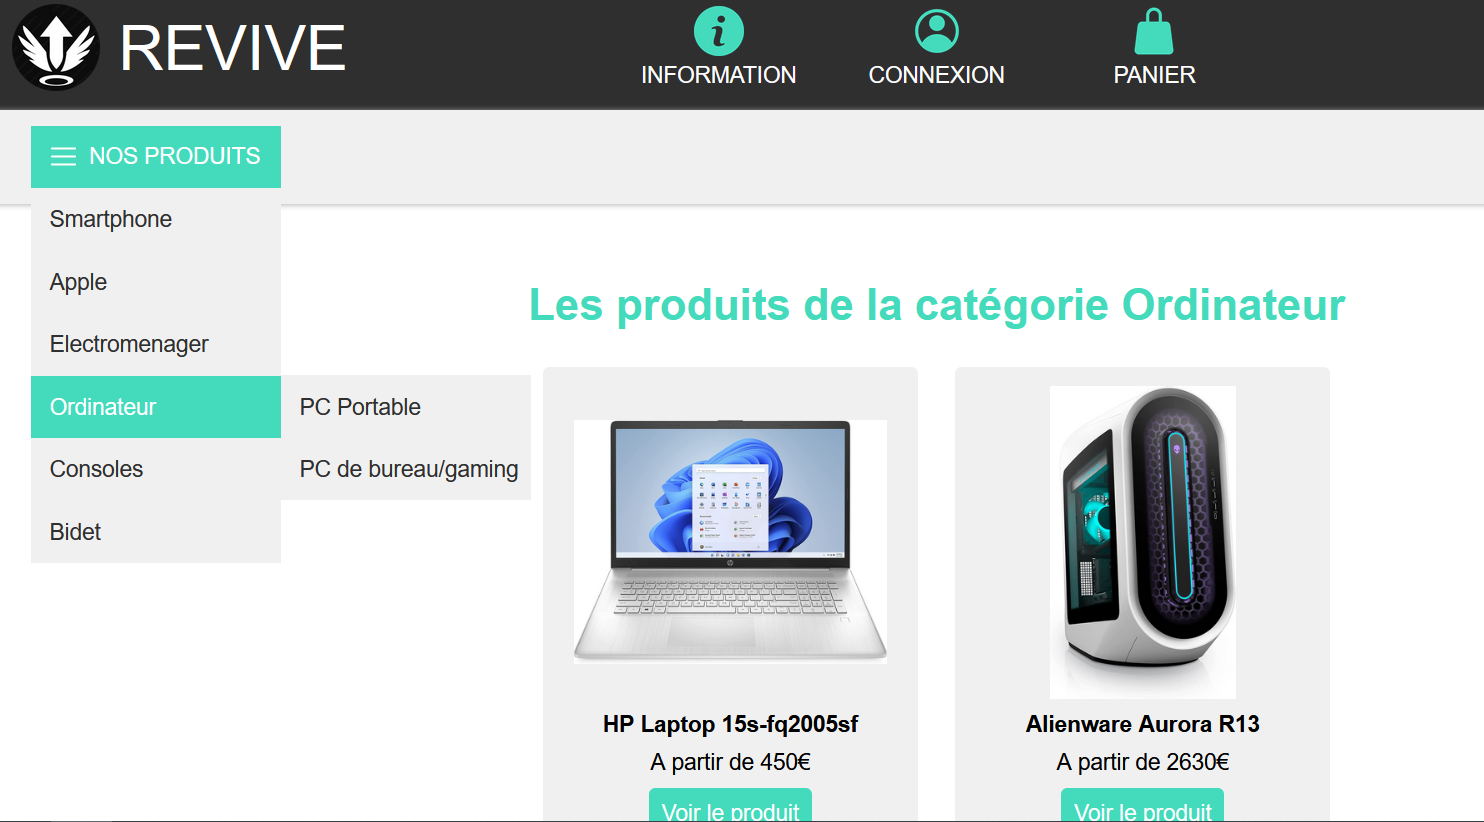 REVIVE
INFORMATION
CONNEXION
PANIER
NOS PRODUITS
Smartphone
Apple
Electromenager
Ordinateur
PC Portable
Consoles
PC de bureau/gaming
Bidet
Les produits de la catégorie Ordinateur
HP Laptop 15s-fq2005sf
A partir de 450€
Voir le produit
Alienware Aurora R13
A partir de 2630€
Voir le produit